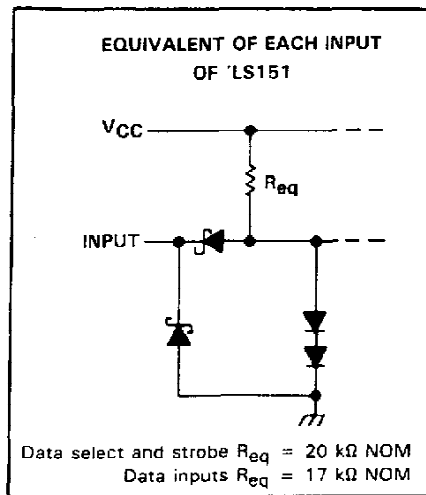 EQUIVALENT OF EACH INPUT
OF 'LS151
VCC
Req
INPUT
Data select and strobe Req = 20 kΩ NOM
Data inputs Req = 17 kΩ NOM